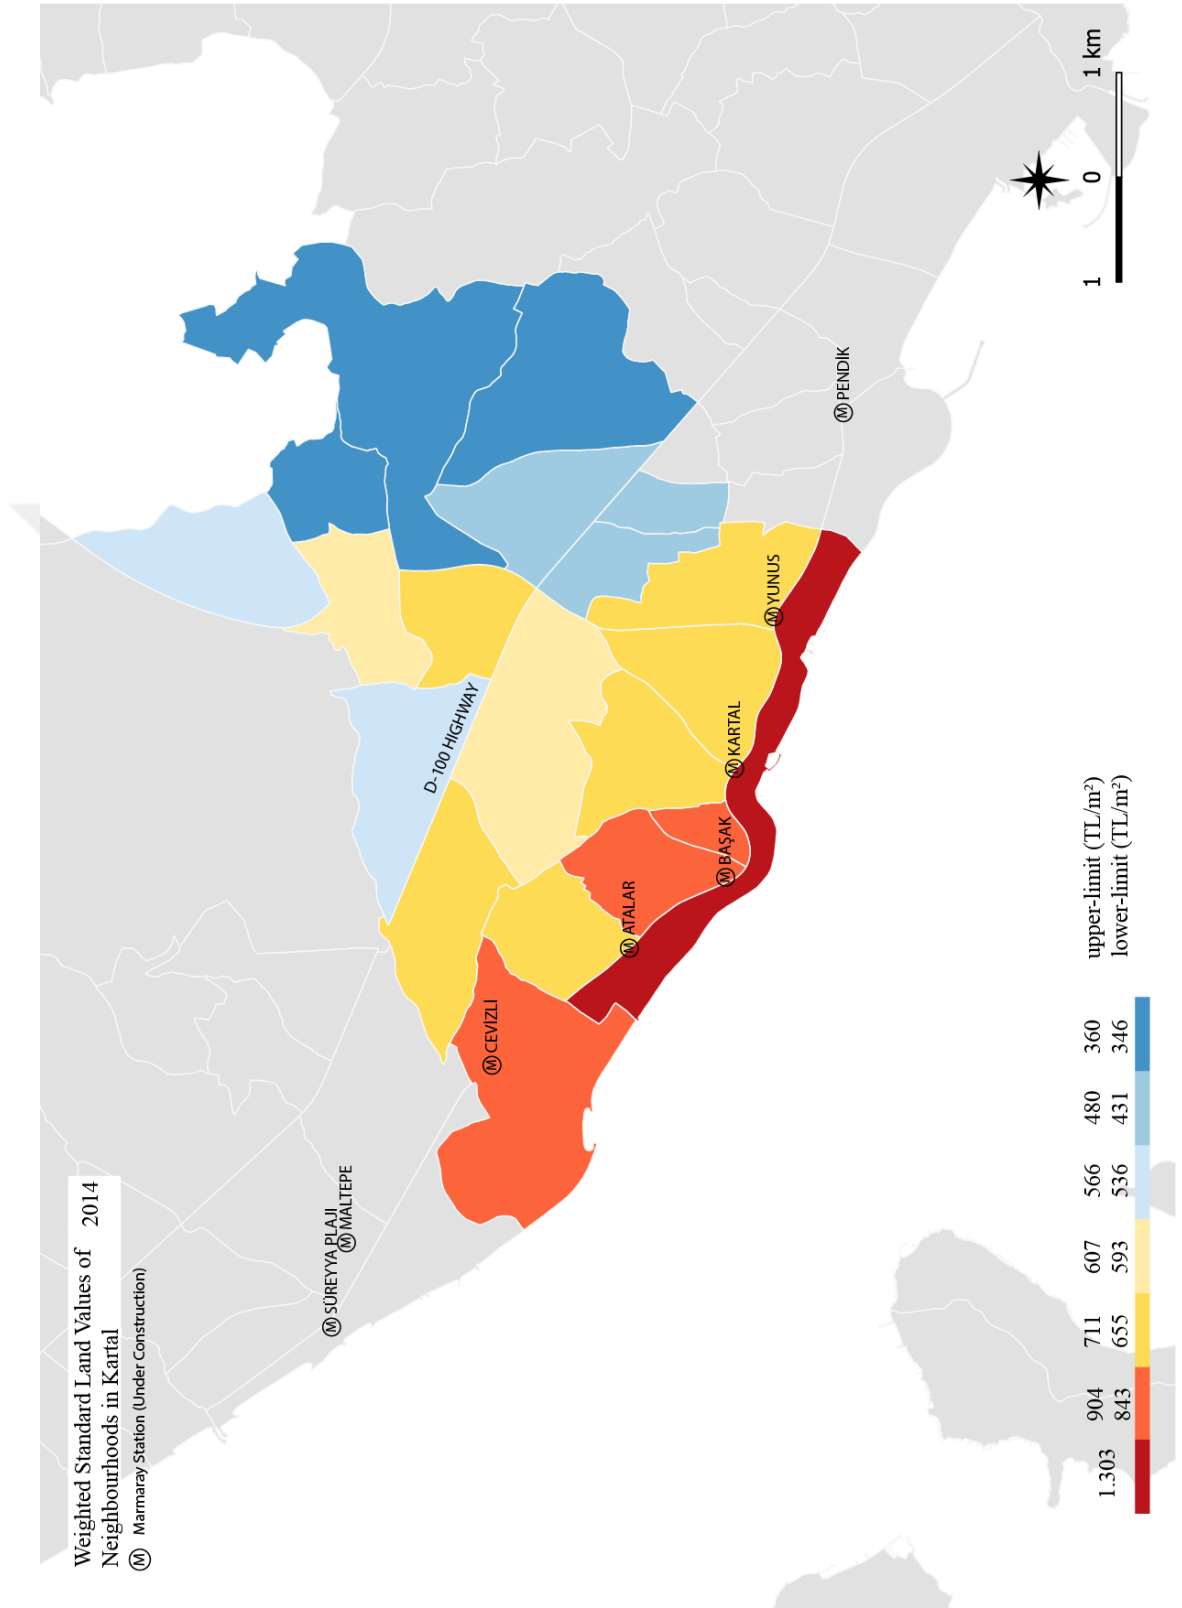 Weighted Standard Land Values of 2014
Neighbourhoods in Kartal
M Marmaray Station (Under Construction)
M SÜREYYA PLAJI
M MALTEPE
M CEVİZLİ
M ATALAR
M BAŞAK
M KARTAL
M YUNUS
M PENDİK
D-100 HIGHWAY
1.303 904 711 607 566 480 360 upper-limit (TL/m²)
843 655 593 536 431 346 lower-limit (TL/m²)
1 0 1 km